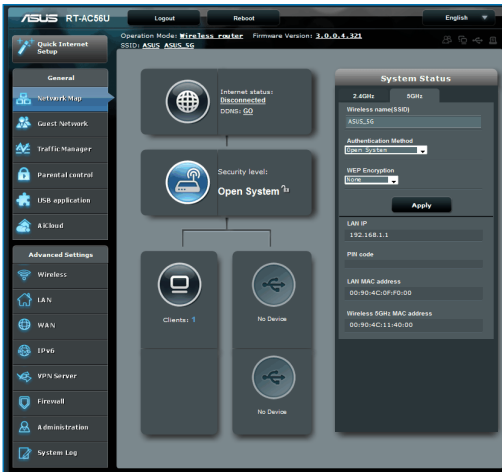 ASUS RT-AC56U Logout Reboot English
Operation Mode: Wireless router Firmware Version: 3.0.0.4.321
SSID: ASUS ASUS_5G
Quick Internet
Setup
General
Network Map
Guest Network
Traffic Manager
Parental control
USB application
AiCloud
Advanced Settings
Wireless
LAN
WAN
IPv6
VPN Server
Firewall
Administration
System Log
Internet status:
Disconnected
DDNS: GO
Security level:
Open System
Clients: 1
No Device
No Device
System Status
2.4GHz 5GHz
Wireless name(SSID)
ASUS_5G
Authentication Method
Open System
WEP Encryption
None
Apply
LAN IP
192.168.1.1
PIN code
LAN MAC address
00:90:4C:0F:F0:00
Wireless 5GHz MAC address
00:90:4C:11:40:00